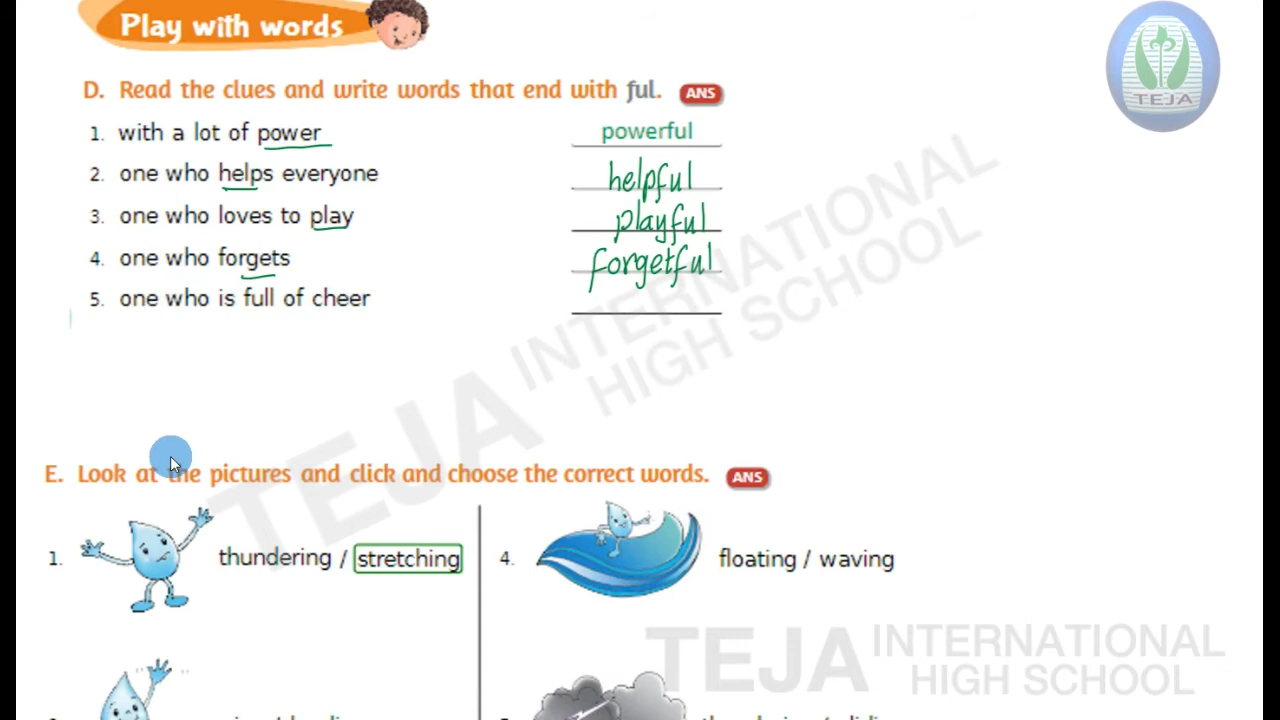 Play with words
TEJA
D. Read the clues and write words that end with ful. ANS
1. with a lot of power powerful
2. one who helps everyone helpful
3. one who loves to play playful
4. one who forgets forgetful
5. one who is full of cheer
TEJA INTERNATIONAL HIGH SCHOOL
E. Look at the pictures and click and choose the correct words. ANS
1. thundering / stretching
4. floating / waving
TEJA INTERNATIONAL HIGH SCHOOL